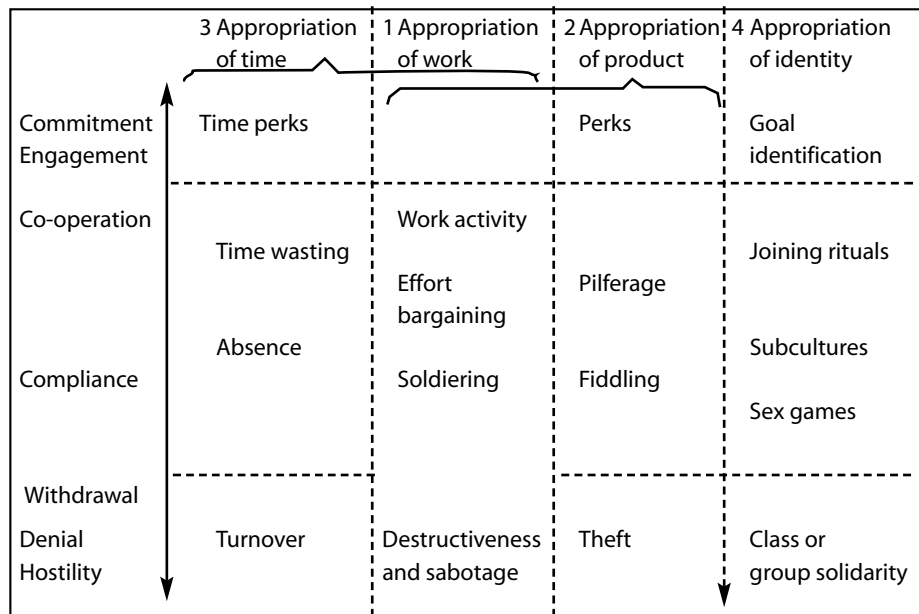 3 Appropriation
of time
1 Appropriation
of work
2 Appropriation
of product
4 Appropriation
of identity
Commitment
Engagement
Time perks
Perks
Goal
identification
Co-operation
Work activity
Time wasting
Joining rituals
Effort
bargaining
Pilferage
Absence
Subcultures
Compliance
Soldiering
Fiddling
Sex games
Withdrawal
Denial
Hostility
Turnover
Destructiveness
and sabotage
Theft
Class or
group solidarity